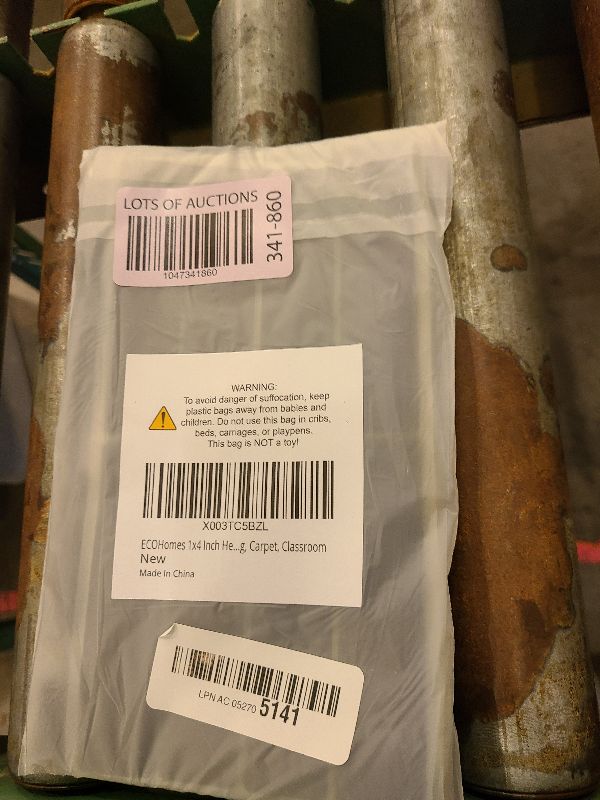 LOTS OF AUCTIONS
1047341860
341-860
WARNING:
To avoid danger of suffocation, keep
plastic bags away from babies and
children. Do not use this bag in cribs,
beds, carriages, or playpens.
This bag is NOT a toy!
X003TC5BZL
ECOHomes 1x4 Inch He...g, Carpet, Classroom
New
Made in China
LPN AC 05270 5141